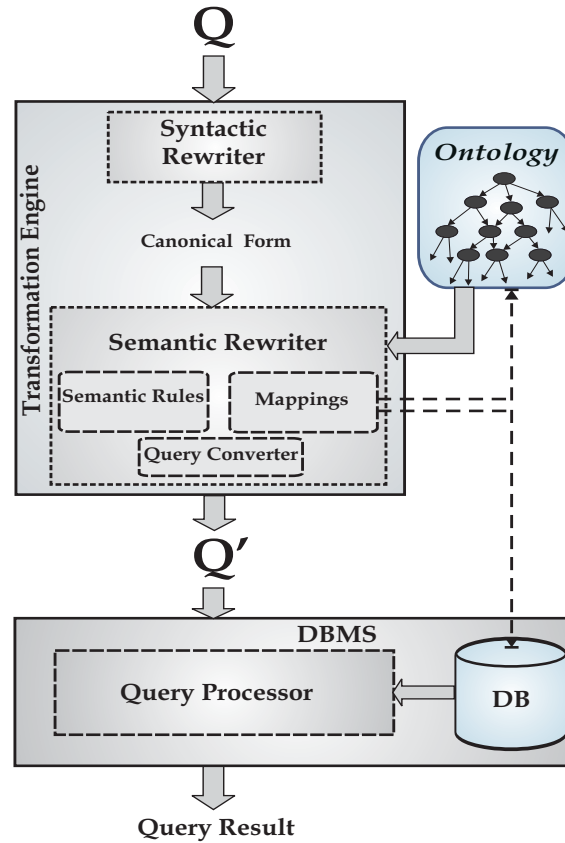 Q
Syntactic
Rewriter
Ontology
Transformation Engine
Canonical Form
Semantic Rewriter
Semantic Rules
Mappings
Query Converter
Q'
DBMS
Query Processor
DB
Query Result